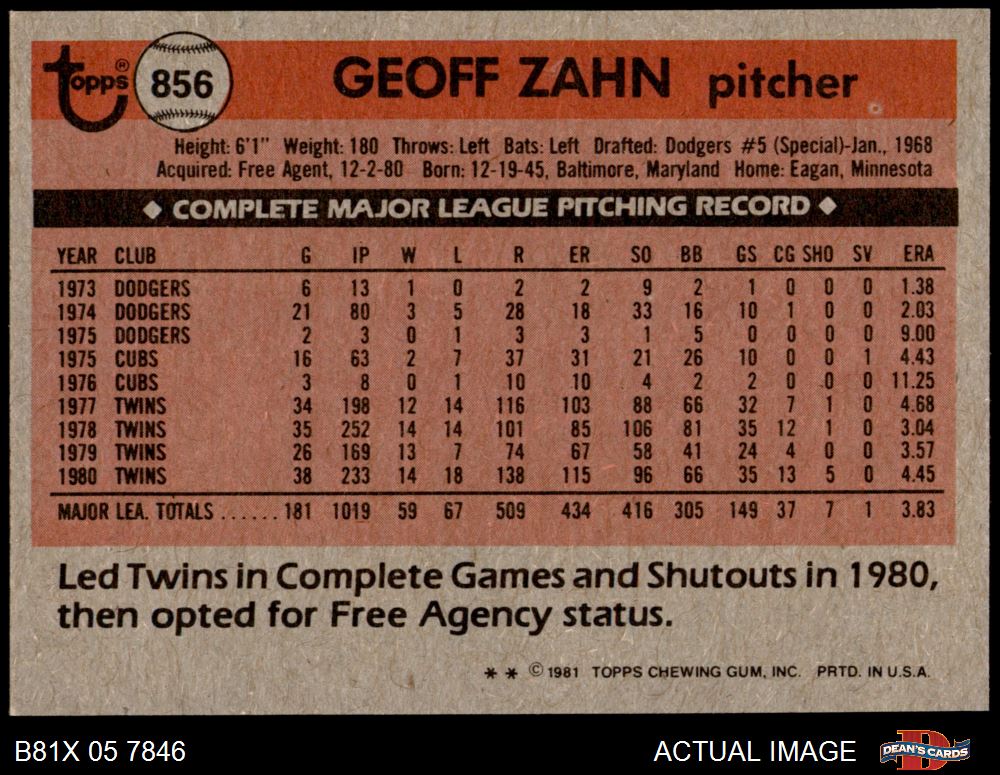 Topps® 856 GEOFF ZAHN pitcher
Height: 6'1" Weight: 180 Throws: Left Bats: Left Drafted: Dodgers #5 (Special)-Jan., 1968
Acquired: Free Agent, 12-2-80 Born: 12-19-45, Baltimore, Maryland Home: Eagan, Minnesota
◆ COMPLETE MAJOR LEAGUE PITCHING RECORD ◆
YEAR CLUB G IP W L R ER SO BB GS CG SHO SV ERA
1973 DODGERS 6 13 1 0 2 2 9 2 1 0 0 0 1.38
1974 DODGERS 21 80 3 5 28 18 33 16 10 1 0 0 2.03
1975 DODGERS 2 3 0 1 3 3 1 5 0 0 0 0 9.00
1975 CUBS 16 63 2 7 37 31 21 26 10 0 0 1 4.43
1976 CUBS 3 8 0 1 10 10 4 2 2 0 0 0 11.25
1977 TWINS 34 198 12 14 116 103 88 66 32 7 1 0 4.68
1978 TWINS 35 252 14 14 101 85 106 81 35 12 1 0 3.04
1979 TWINS 26 169 13 7 74 67 58 41 24 4 0 0 3.57
1980 TWINS 38 233 14 18 138 115 96 66 35 13 5 0 4.45
MAJOR LEA. TOTALS ...... 181 1019 59 67 509 434 416 305 149 37 7 1 3.83
Led Twins in Complete Games and Shutouts in 1980,
then opted for Free Agency status.
* * © 1981 TOPPS CHEWING GUM, INC. PRTD. IN U.S.A.
B81X 05 7846 ACTUAL IMAGE DEAN'S CARDS